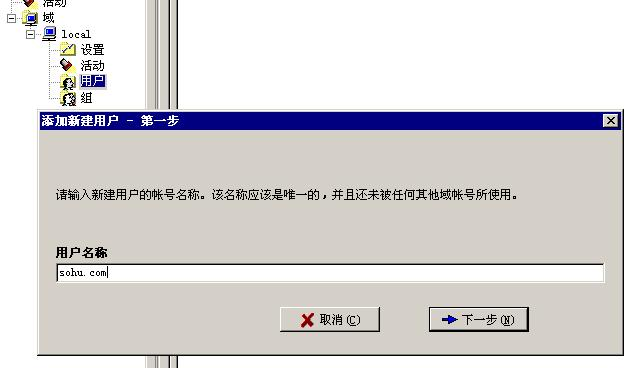 活动
域
local
设置
活动
用户
组
添加新建用户 - 第一步
请输入新建用户的帐号名称。该名称应该是唯一的，并且还未被任何其他域帐号所使用。
用户名称
sohu.com
取消(C) 下一步(N)